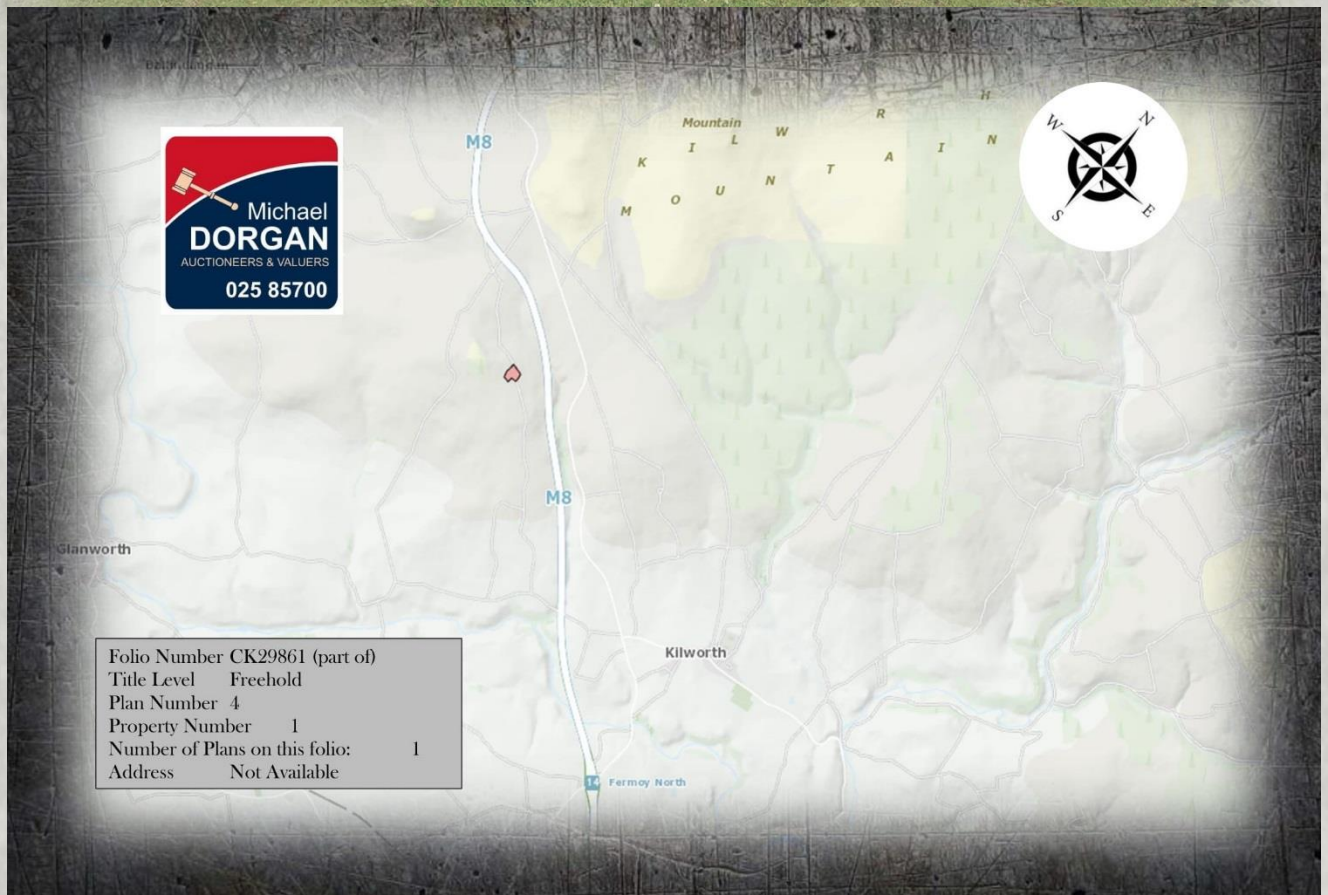 M8
Mountain
K I L W R H
M O U N T A I N
W N
S E
Michael
DORGAN
AUCTIONEERS & VALUERS
025 85700
M8
Glanworth
Kilworth
Folio Number CK29861 (part of)
Title Level Freehold
Plan Number 4
Property Number 1
Number of Plans on this folio: 1
Address Not Available
14 Fermoy North